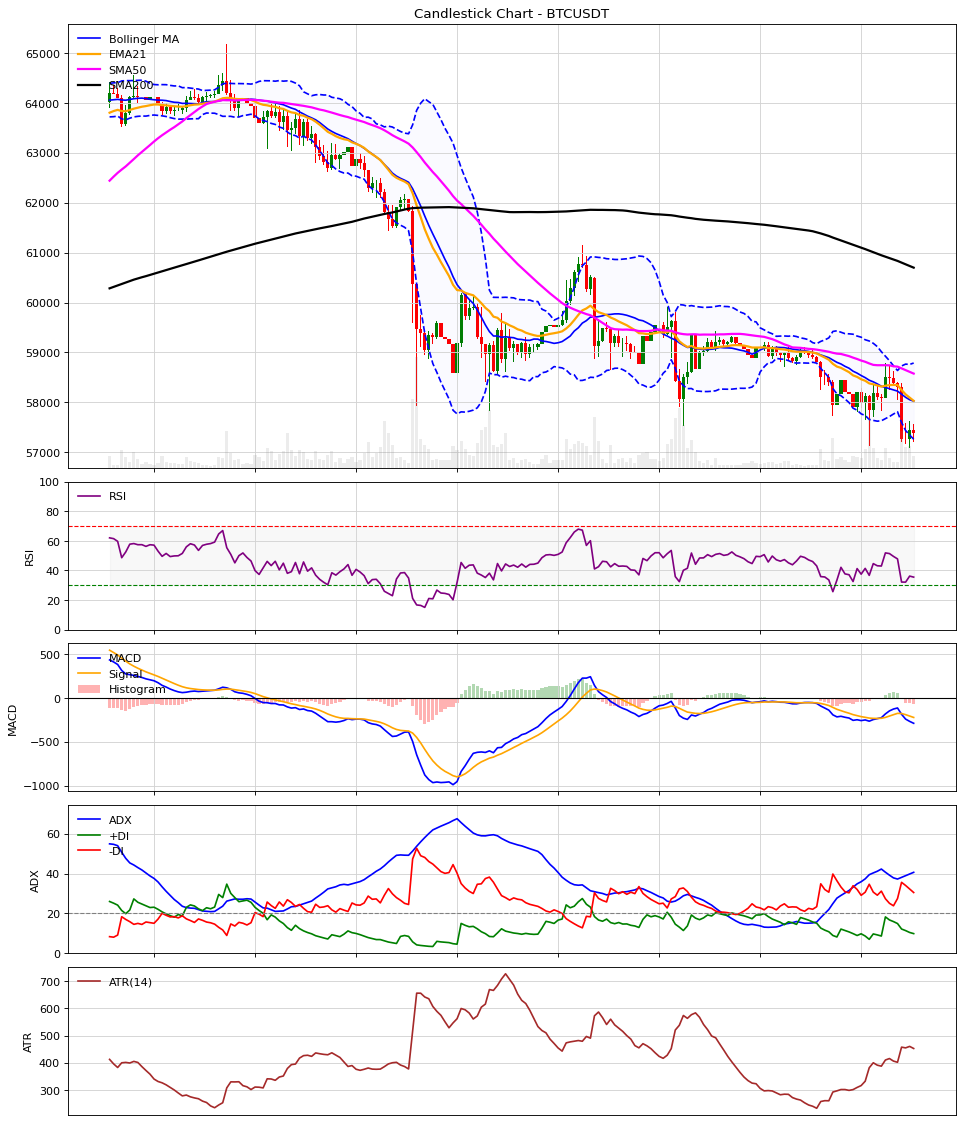 Candlestick Chart - BTCUSDT
Bollinger MA
EMA21
SMA50
SMA200
65000
64000
63000
62000
61000
60000
59000
58000
57000
RSI
RSI
100
80
60
40
20
0
MACD
Signal
Histogram
MACD
500
0
−500
−1000
ADX
+DI
-DI
ADX
60
40
20
0
ATR(14)
ATR
700
600
500
400
300